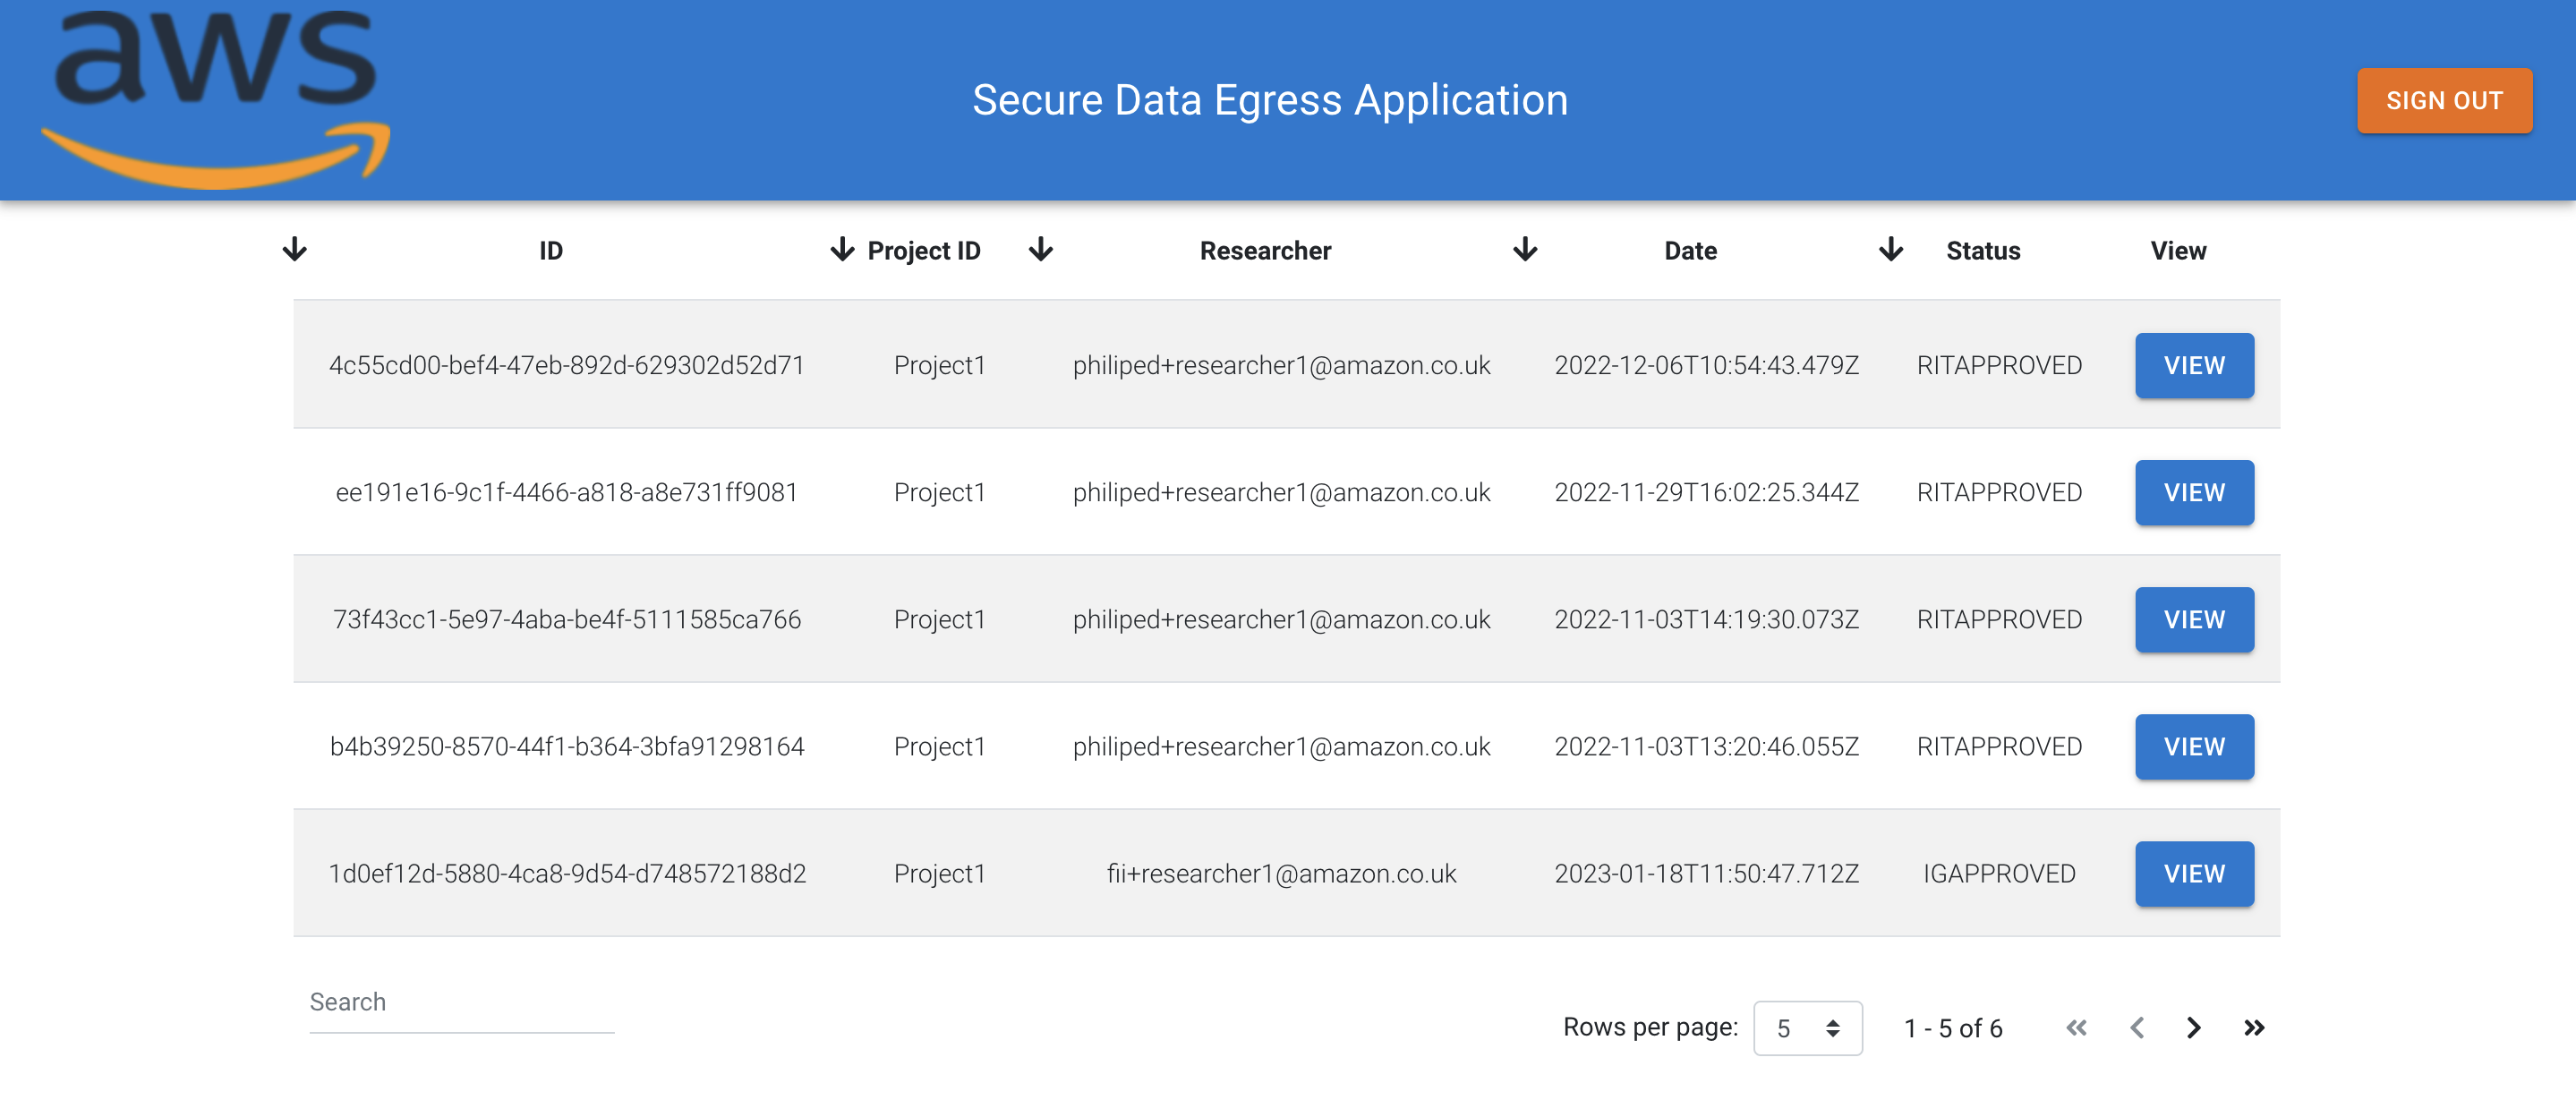 aws
Secure Data Egress Application
SIGN OUT
ID Project ID Researcher Date Status View
4c55cd00-bef4-47eb-892d-629302d52d71 Project1 philiped+researcher1@amazon.co.uk 2022-12-06T10:54:43.479Z RITAPPROVED VIEW
ee191e16-9c1f-4466-a818-a8e731ff9081 Project1 philiped+researcher1@amazon.co.uk 2022-11-29T16:02:25.344Z RITAPPROVED VIEW
73f43cc1-5e97-4aba-be4f-5111585ca766 Project1 philiped+researcher1@amazon.co.uk 2022-11-03T14:19:30.073Z RITAPPROVED VIEW
b4b39250-8570-44f1-b364-3bfa91298164 Project1 philiped+researcher1@amazon.co.uk 2022-11-03T13:20:46.055Z RITAPPROVED VIEW
1d0ef12d-5880-4ca8-9d54-d748572188d2 Project1 fii+researcher1@amazon.co.uk 2023-01-18T11:50:47.712Z IGAPPROVED VIEW
Search
Rows per page: 5 1 - 5 of 6